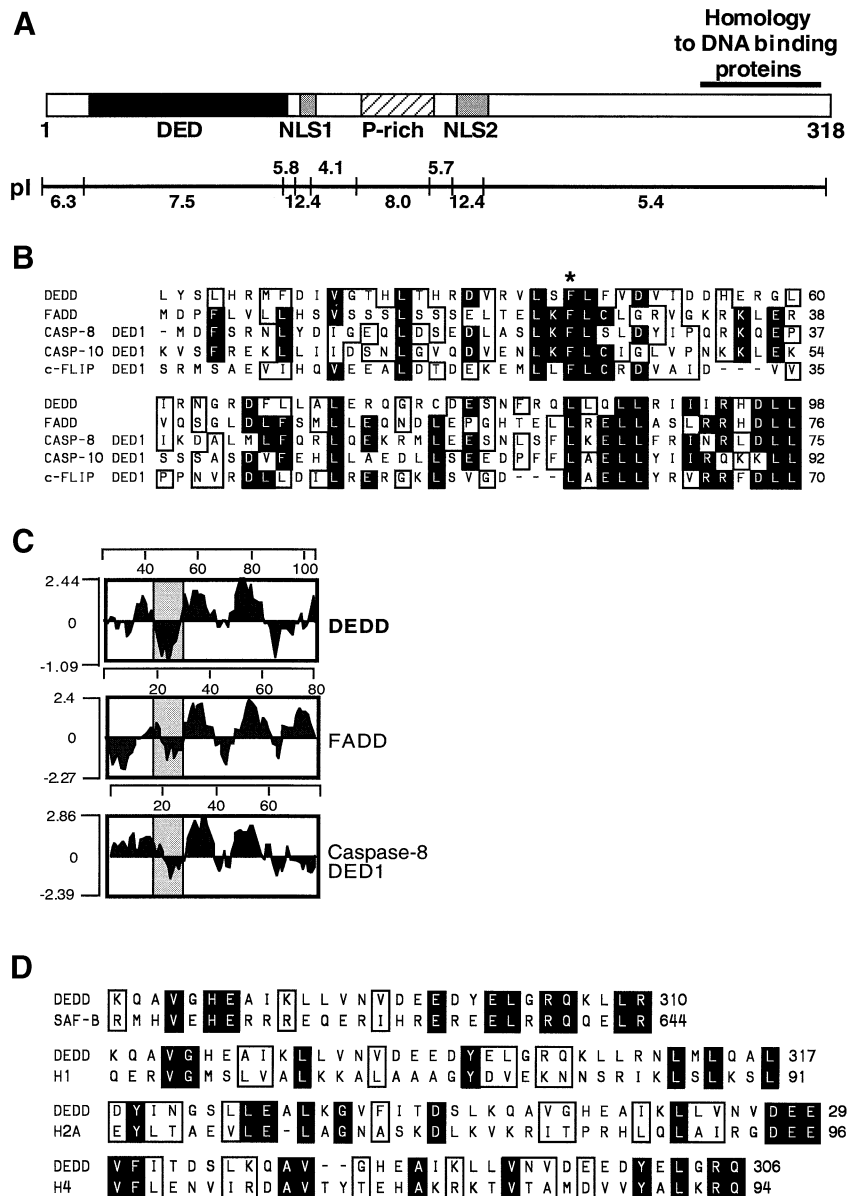 A
Homology
to DNA binding
proteins
1 DED NLS1 P-rich NLS2 318
5.8 4.1 5.7
pI
6.3 7.5 12.4 8.0 12.4 5.4
B
*
DEDD L Y S L H R M F D I V G T H L T H R D V R V L S F L F V D V I D D H E R G L 60
FADD M D P F L V L L H S V S S S L S S S E L T E L K F L C L G R V G K R K L E R 38
CASP-8 DED1 - M D F S R N L Y D I G E Q L D S E D L A S L K F L S L D Y I P Q R K Q E P 37
CASP-10 DED1 K V S F R E K L L I I D S N L G V Q D V E N L K F L C I G L V P N K K L E K 54
c-FLIP DED1 S R M S A E V I H Q V E E A L D T D E K E M L L F L C R D V A I D - - - V V 35
DEDD I R N G R D F L L A L E R Q G R C D E S N F R Q L L Q L L R I I R H D L L 98
FADD V Q S G L D L F S M L L E Q N D L E P G H T E L L R E L L A S L R R H D L L 76
CASP-8 DED1 I K D A L M L F Q R L Q E K R M L E E S N L S F L K E L L F R I N R L D L L 75
CASP-10 DED1 S S S A S D V F E H L L A E D L L S E E D P F F L A E L L Y I I R Q K K L L 92
c-FLIP DED1 P P N V R D L L D I L R E R G K L S V G D - - - L A E L L Y R V R R F D L L 70
C
40 60 80 100
2.44
0
-1.09
DEDD
20 40 60 80
2.4
0
-2.27
FADD
20 40 60
2.86
0
-2.39
Caspase-8
DED1
D
DEDD K Q A V G H E A I K L L V N V D E E D Y E L G R Q K L L R 310
SAF-B R M H V E H E R R R E Q E R I H R E R E E L R R Q Q E L R 644
DEDD K Q A V G H E A I K L L V N V D E E D Y E L G R Q K L L R N L M L Q A L 317
H1 Q E R V G M S L V A L K K A L A A A G Y D V E K N N S R I K L S L K S L 91
DEDD D Y I N G S L L E A L K G V F I T D S L K Q A V G H E A I K L L V N V D E E 29
H2A E Y L T A E V L E - L A G N A S K D L K V K R I T P R H L Q L A I R G D E E 96
DEDD V F I T D S L K Q A V - - G H E A I K L L V N V D E E D Y E L G R Q 306
H4 V F L E N V I R D A V T Y T E H A K R K T V T A M D V V Y A L K R Q 94